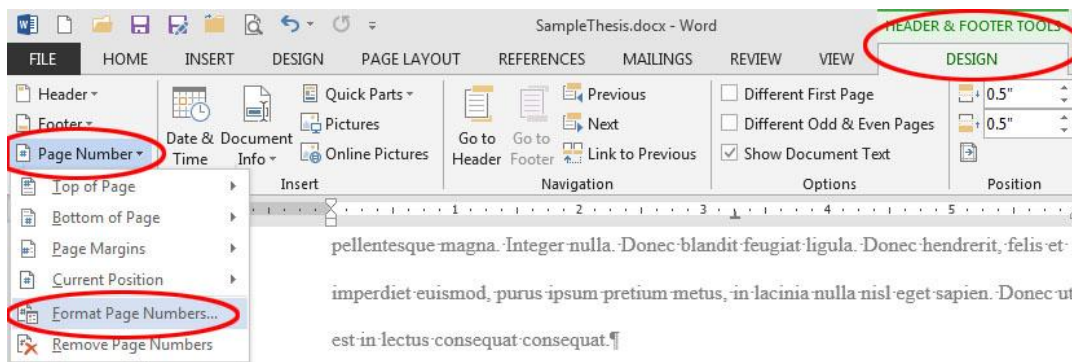 SampleThesis.docx - Word
HEADER & FOOTER TOOLS
FILE HOME INSERT DESIGN PAGE LAYOUT REFERENCES MAILINGS REVIEW VIEW DESIGN
Header
Footer
Page Number
Date & Time
Document Info
Quick Parts
Pictures
Online Pictures
Insert
Go to Header
Go to Footer
Previous
Next
Link to Previous
Navigation
Different First Page
Different Odd & Even Pages
Show Document Text
Options
0.5"
0.5"
Position
Top of Page
Bottom of Page
Page Margins
Current Position
Format Page Numbers...
Remove Page Numbers
1 2 3 4 5
pellentesque·magna.·Integer·nulla.·Donec·blandit·feugiat·ligula.·Donec·hendrerit,·felis·et·
imperdiet·euismod,·purus·ipsum·pretium·metus,·in·lacinia·nulla·nisl·eget·sapien.·Donec·ut
est·in·lectus·consequat·consequat.¶